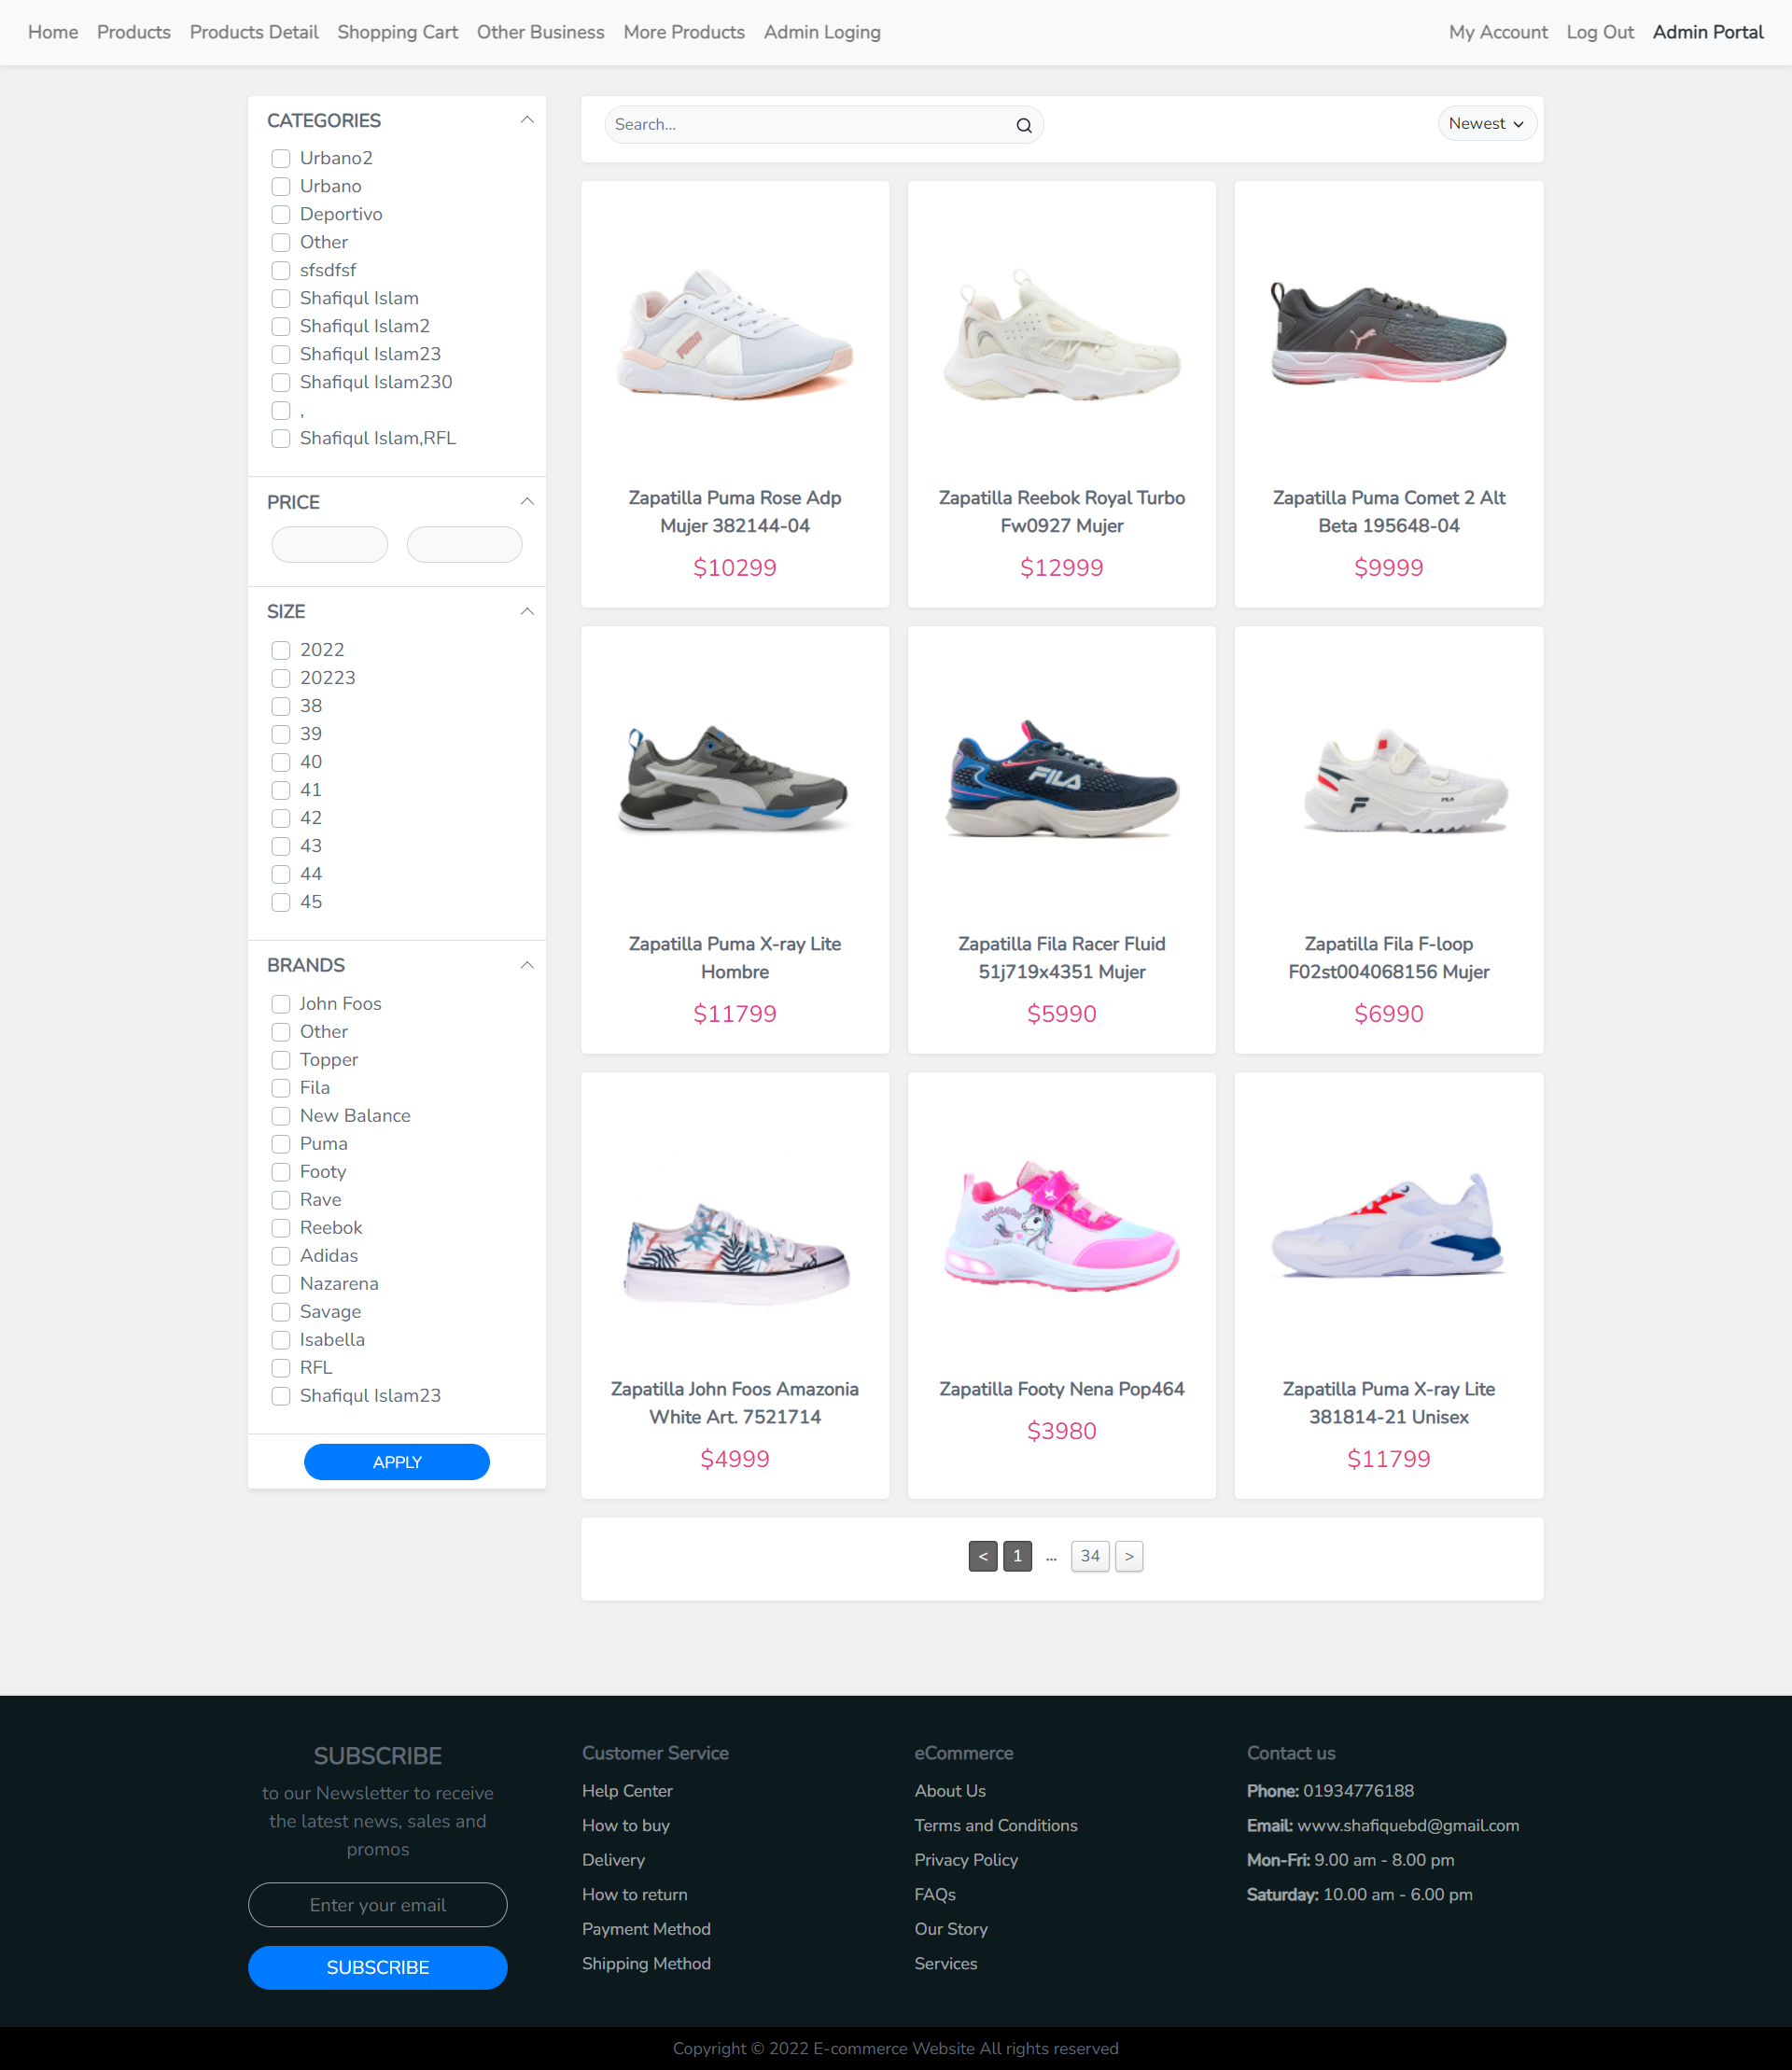 Home Products Products Detail Shopping Cart Other Business More Products Admin Loging My Account Log Out Admin Portal
CATEGORIES
Urbano2
Urbano
Deportivo
Other
sfsdfsf
Shafiqul Islam
Shafiqul Islam2
Shafiqul Islam23
Shafiqul Islam230
,
Shafiqul Islam,RFL
PRICE
SIZE
2022
20223
38
39
40
41
42
43
44
45
BRANDS
John Foos
Other
Topper
Fila
New Balance
Puma
Footy
Rave
Reebok
Adidas
Nazarena
Savage
Isabella
RFL
Shafiqul Islam23
APPLY
Search...
Newest
PUMA
Zapatilla Puma Rose Adp
Mujer 382144-04
$10299
Zapatilla Reebok Royal Turbo
Fw0927 Mujer
$12999
Zapatilla Puma Comet 2 Alt
Beta 195648-04
$9999
Zapatilla Puma X-ray Lite
Hombre
$11799
FILA
Zapatilla Fila Racer Fluid
51j719x4351 Mujer
$5990
FILA
Zapatilla Fila F-loop
F02st004068156 Mujer
$6990
Zapatilla John Foos Amazonia
White Art. 7521714
$4999
UNICORN
Zapatilla Footy Nena Pop464
$3980
Zapatilla Puma X-ray Lite
381814-21 Unisex
$11799
< 1 ... 34 >
SUBSCRIBE
to our Newsletter to receive
the latest news, sales and
promos
Enter your email
SUBSCRIBE
Customer Service
Help Center
How to buy
Delivery
How to return
Payment Method
Shipping Method
eCommerce
About Us
Terms and Conditions
Privacy Policy
FAQs
Our Story
Services
Contact us
Phone: 01934776188
Email: www.shafiquebd@gmail.com
Mon-Fri: 9.00 am - 8.00 pm
Saturday: 10.00 am - 6.00 pm
Copyright © 2022 E-commerce Website All rights reserved